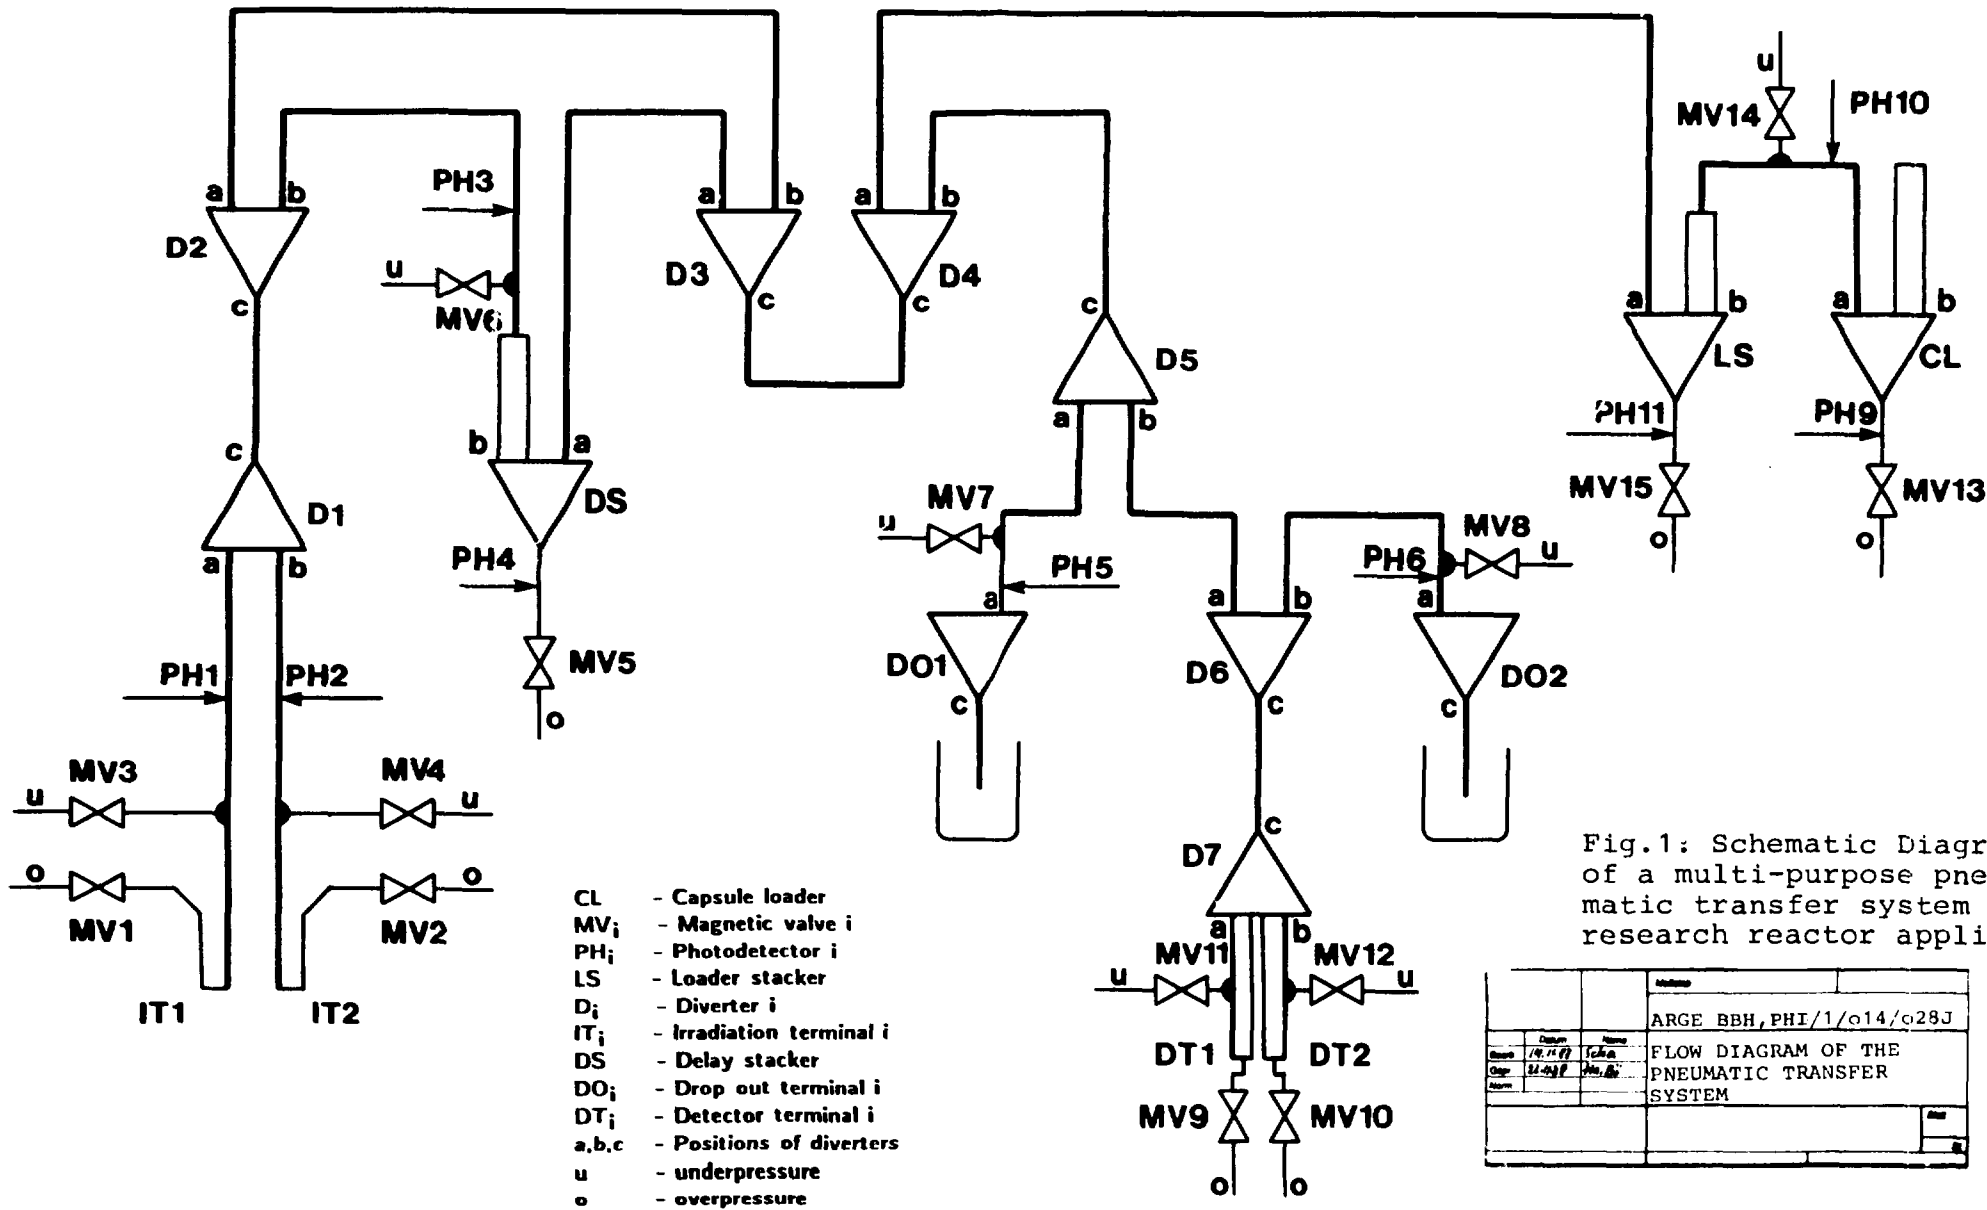 u
MV14
PH10
a
b
PH3
a
b
a
b
D2
u
D3
D4
c
MV6
c
c
c
a
b
a
b
D5
LS
CL
a
b
PH11
PH9
c
b
a
D1
DS
MV7
u
MV15
MV13
MV8
u
o
o
a
b
PH4
PH5
PH6
a
a
b
a
PH1
PH2
MV5
DO1
D6
DO2
o
c
c
c
MV3
MV4
u
u
o
o
MV1
MV2
c
D7
a
b
MV11
MV12
u
u
IT1
IT2
DT1
DT2
MV9
MV10
o
o
CL - Capsule loader
MVi - Magnetic valve i
PHi - Photodetector i
LS - Loader stacker
Di - Diverter i
ITi - Irradiation terminal i
DS - Delay stacker
DOi - Drop out terminal i
DTi - Detector terminal i
a,b,c - Positions of diverters
u - underpressure
o - overpressure
Fig.1: Schematic Diagr
of a multi-purpose pne
matic transfer system
research reactor appli
ARGE BBH,PHI/1/o14/o28J
Datum Name
FLOW DIAGRAM OF THE
PNEUMATIC TRANSFER
SYSTEM